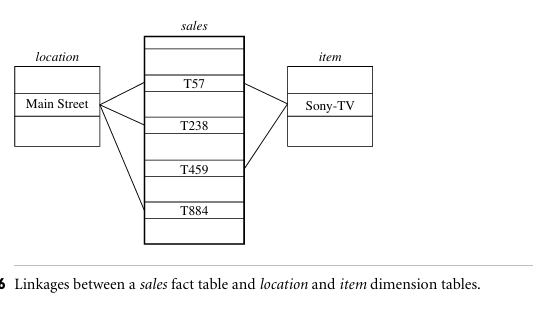 sales
location
item
T57
Main Street
Sony-TV
T238
T459
T884
6 Linkages between a sales fact table and location and item dimension tables.